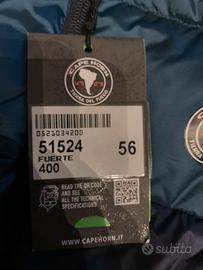 CAPE HORN
TIERRA DEL FUEGO
0521034200
51524
56
FUERTE
400
READ
THE QR CODE
AND SEE
ALL THE TECHNICAL
SPECIFICATIONS
WWW.CAPEHORN.IT
subito